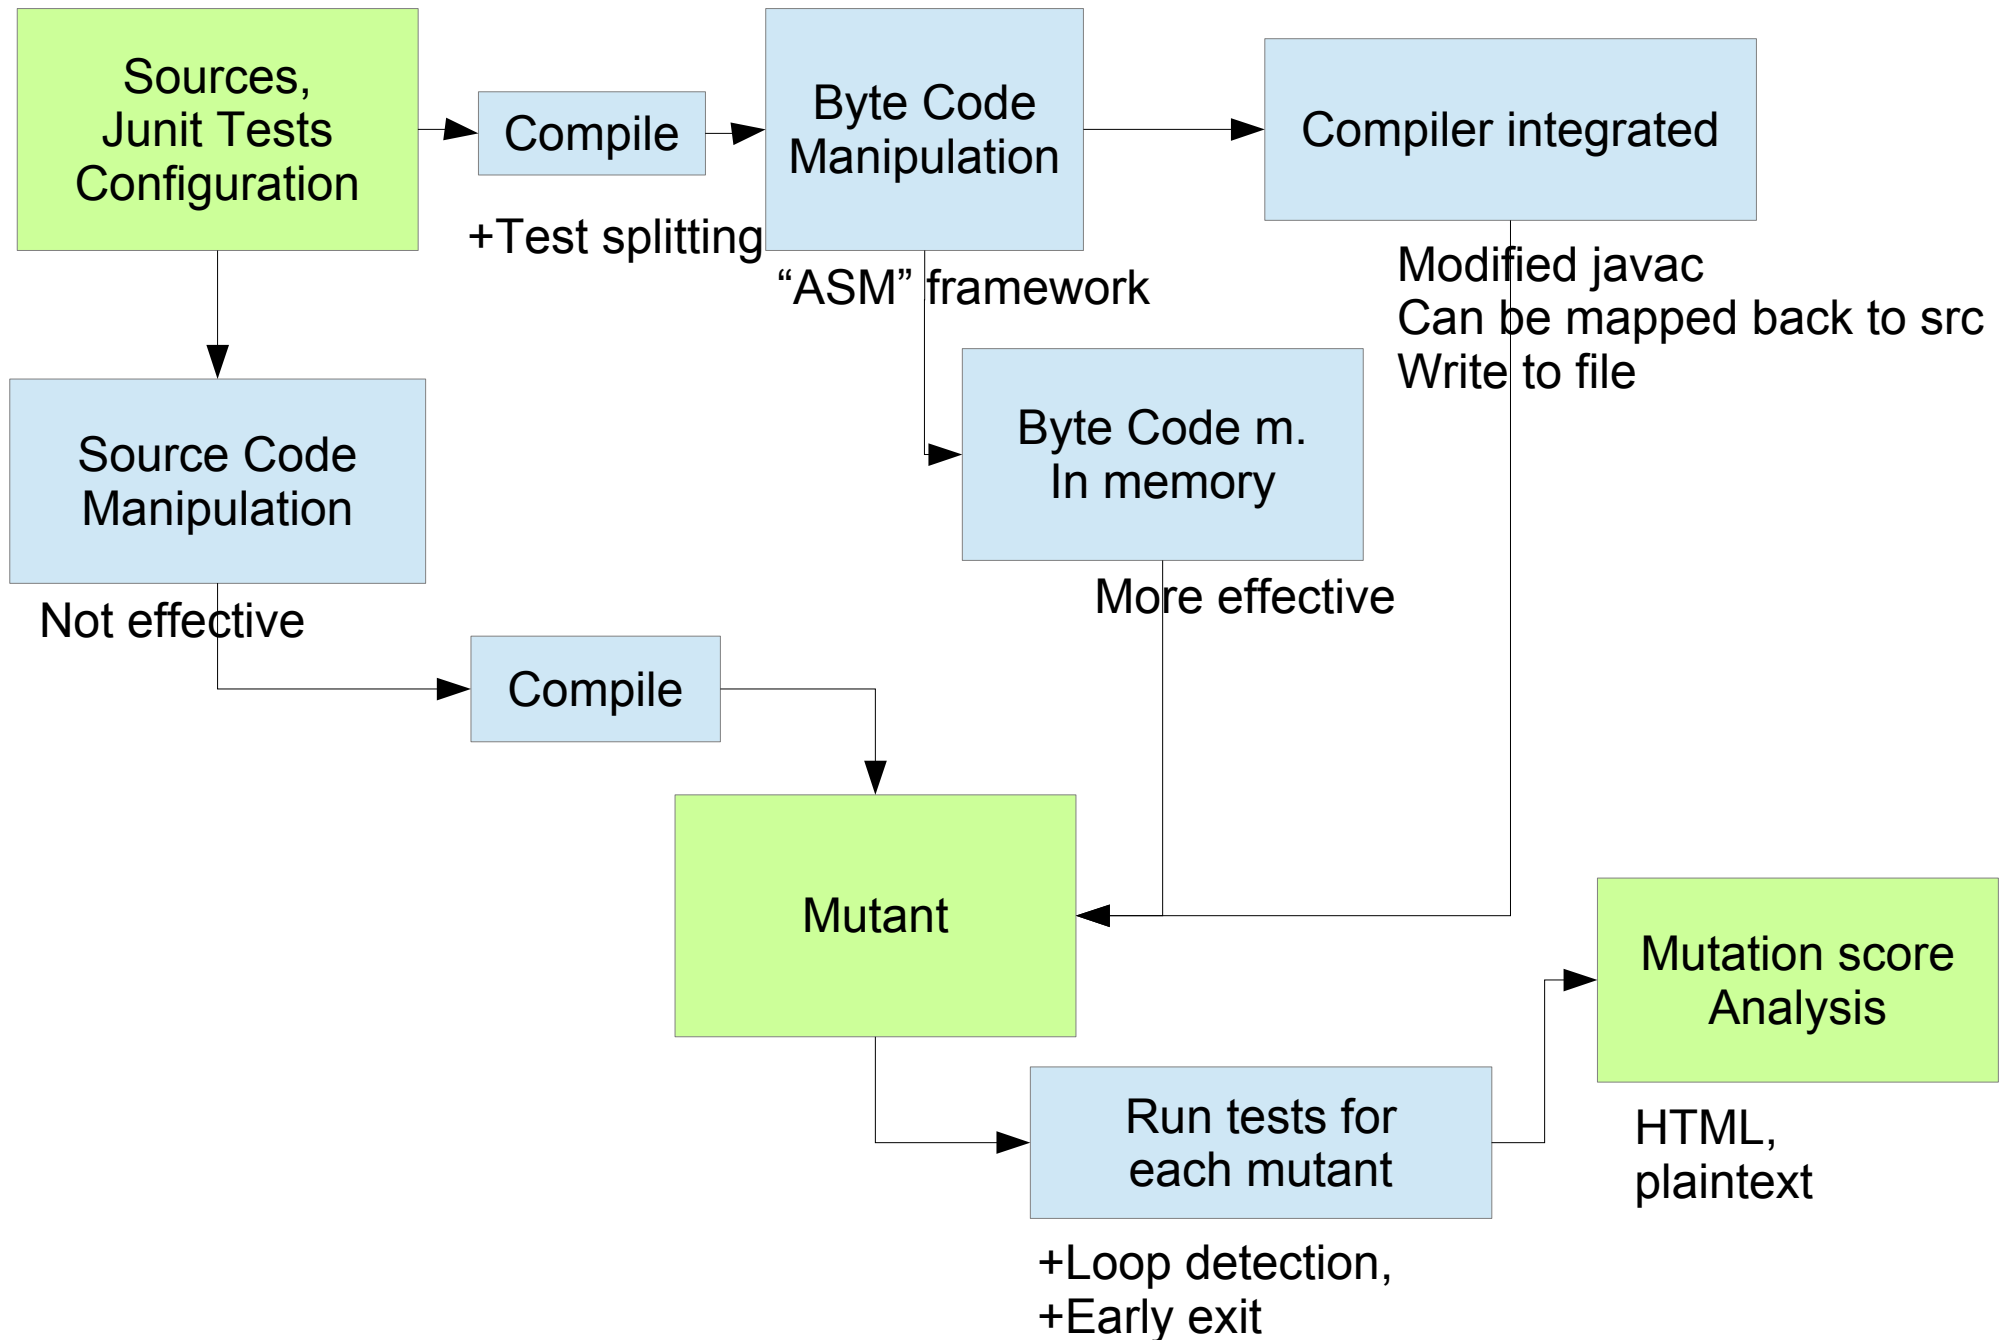 Sources,
Junit Tests
Configuration
Compile
+Test splitting
Byte Code
Manipulation
“ASM” framework
Compiler integrated
Modified javac
Can be mapped back to src
Write to file
Byte Code m.
In memory
More effective
Source Code
Manipulation
Not effective
Compile
Mutant
Run tests for
each mutant
+Loop detection,
+Early exit
Mutation score
Analysis
HTML,
plaintext